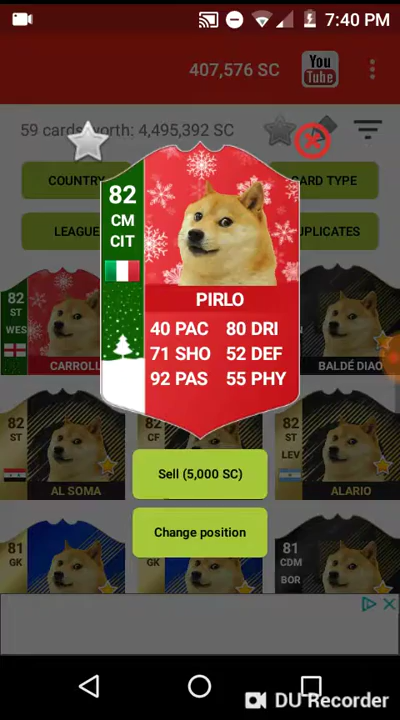 7:40 PM
407,576 SC
You
Tube
59 cards worth: 4,495,392 SC
COUNTRY
CARD TYPE
LEAGUE
DUPLICATES
82
CM
CIT
PIRLO
40 PAC 80 DRI
71 SHO 52 DEF
92 PAS 55 PHY
82
ST
WES
CARROLL
BALDÉ DIAO
82
ST
AL SOMA
82
CF
82
ST
LEV
ALARIO
Sell (5,000 SC)
Change position
81
GK
GK
81
CDM
BOR
DU Recorder